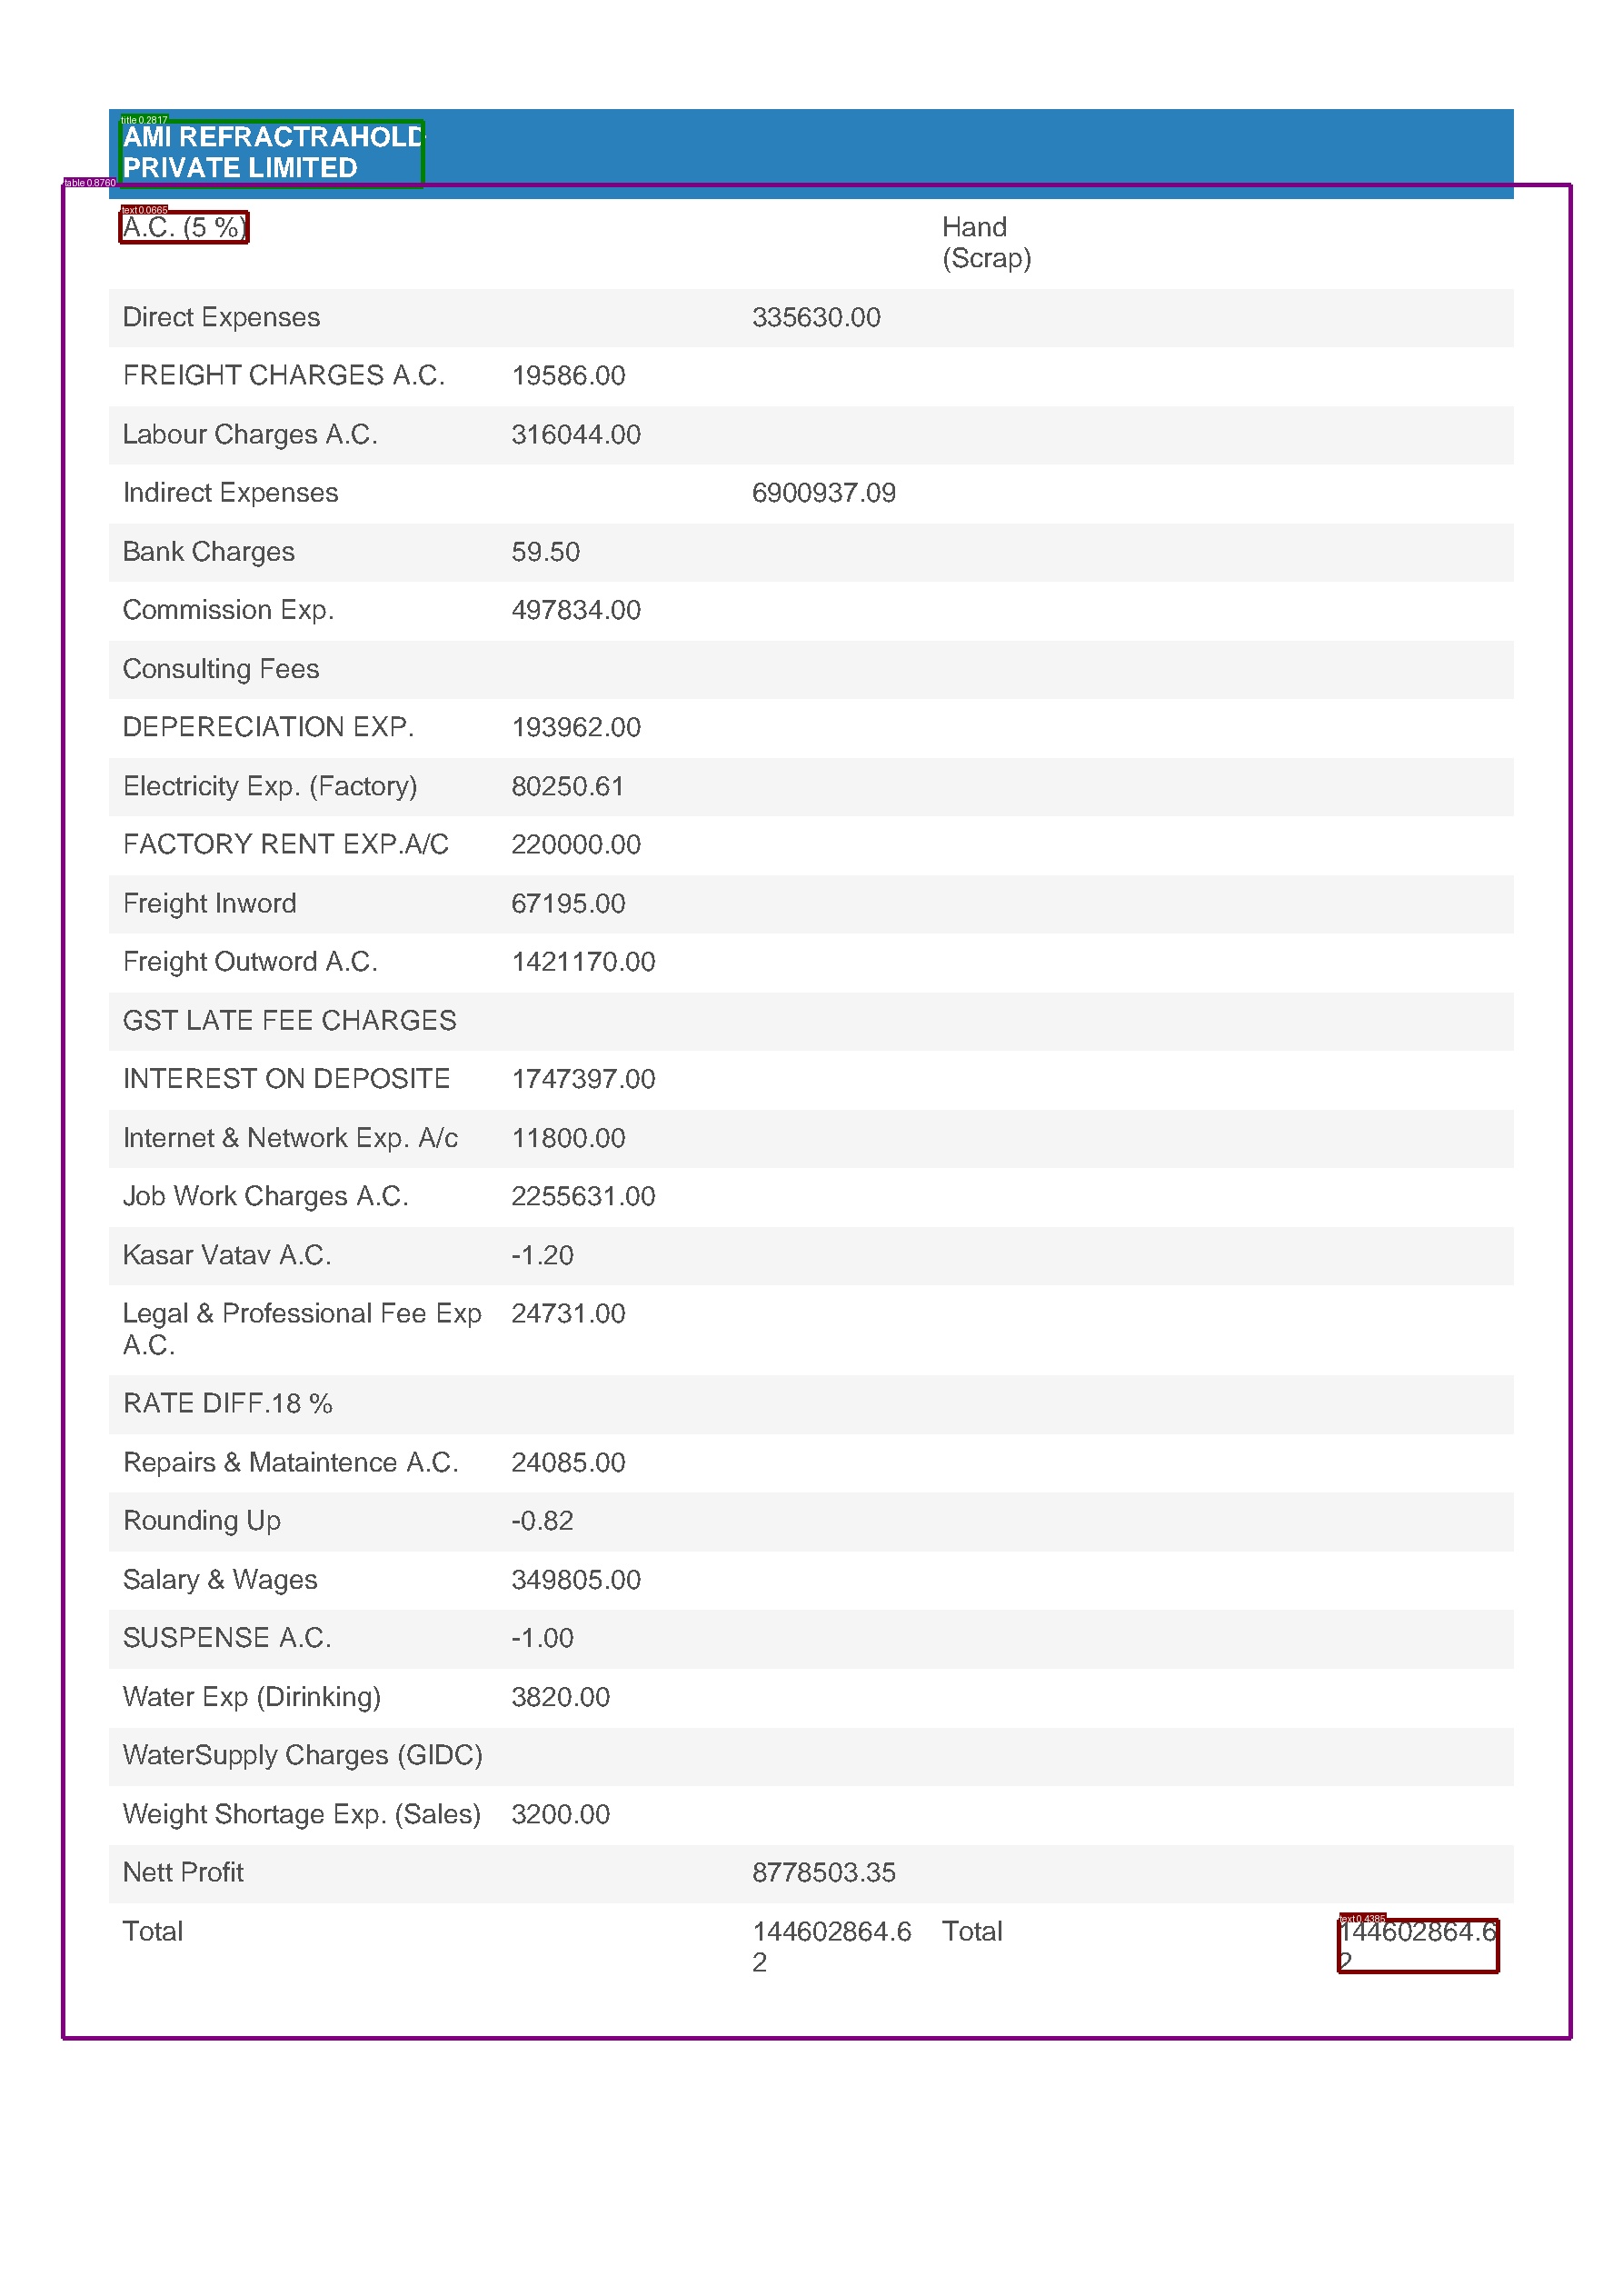 title 0.2817
AMI REFRACTRAHOLD
PRIVATE LIMITED
table 0.8760
text 0.0665
A.C. (5 %) Hand
(Scrap)
Direct Expenses 335630.00
FREIGHT CHARGES A.C. 19586.00
Labour Charges A.C. 316044.00
Indirect Expenses 6900937.09
Bank Charges 59.50
Commission Exp. 497834.00
Consulting Fees
DEPERECIATION EXP. 193962.00
Electricity Exp. (Factory) 80250.61
FACTORY RENT EXP.A/C 220000.00
Freight Inword 67195.00
Freight Outword A.C. 1421170.00
GST LATE FEE CHARGES
INTEREST ON DEPOSITE 1747397.00
Internet & Network Exp. A/c 11800.00
Job Work Charges A.C. 2255631.00
Kasar Vatav A.C. -1.20
Legal & Professional Fee Exp 24731.00
A.C.
RATE DIFF.18 %
Repairs & Mataintence A.C. 24085.00
Rounding Up -0.82
Salary & Wages 349805.00
SUSPENSE A.C. -1.00
Water Exp (Dirinking) 3820.00
WaterSupply Charges (GIDC)
Weight Shortage Exp. (Sales) 3200.00
Nett Profit 8778503.35
text 0.4385
Total 144602864.6 Total 144602864.6
2 2